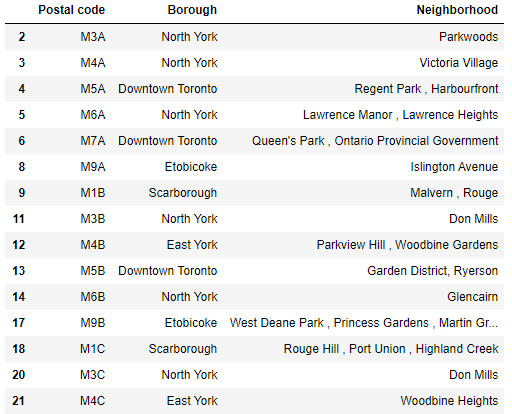 Postal code Borough Neighborhood
2 M3A North York Parkwoods
3 M4A North York Victoria Village
4 M5A Downtown Toronto Regent Park , Harbourfront
5 M6A North York Lawrence Manor , Lawrence Heights
6 M7A Downtown Toronto Queen's Park , Ontario Provincial Government
8 M9A Etobicoke Islington Avenue
9 M1B Scarborough Malvern , Rouge
11 M3B North York Don Mills
12 M4B East York Parkview Hill , Woodbine Gardens
13 M5B Downtown Toronto Garden District, Ryerson
14 M6B North York Glencairn
17 M9B Etobicoke West Deane Park , Princess Gardens , Martin Gr...
18 M1C Scarborough Rouge Hill , Port Union , Highland Creek
20 M3C North York Don Mills
21 M4C East York Woodbine Heights